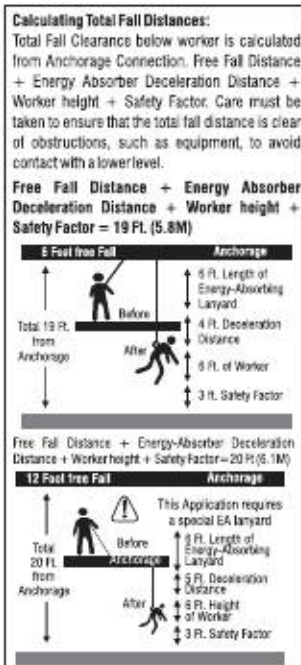 Calculating Total Fall Distances:
Total Fall Clearance below worker is calculated
from Anchorage Connection. Free Fall Distance
+ Energy Absorber Deceleration Distance +
Worker height + Safety Factor. Care must be
taken to ensure that the total fall distance is clear
of obstructions, such as equipment, to avoid
contact with a lower level.
Free Fall Distance + Energy Absorber
Deceleration Distance + Worker height +
Safety Factor = 19 Ft. (5.8M)
6 Foot free Fall
Anchorage
Total 19 Ft.
from
Anchorage
Before
After
6 Ft. Length of
Energy-Absorbing
Lanyard
4 Ft. Deceleration
Distance
6 Ft. of Worker
3 ft. Safety Factor
Free Fall Distance + Energy-Absorber Deceleration
Distance + Worker height + Safety Factor = 20 Ft (6.1M)
12 Foot free Fall
Anchorage
This Application requires
a special EA lanyard
Total
20 Ft.
from
Anchorage
Before
Anchorage
After
6 Ft. Length of
Energy-Absorbing
Lanyard
5 Ft. Deceleration
Distance
6 Ft. Height
of Worker
3 Ft. Safety Factor